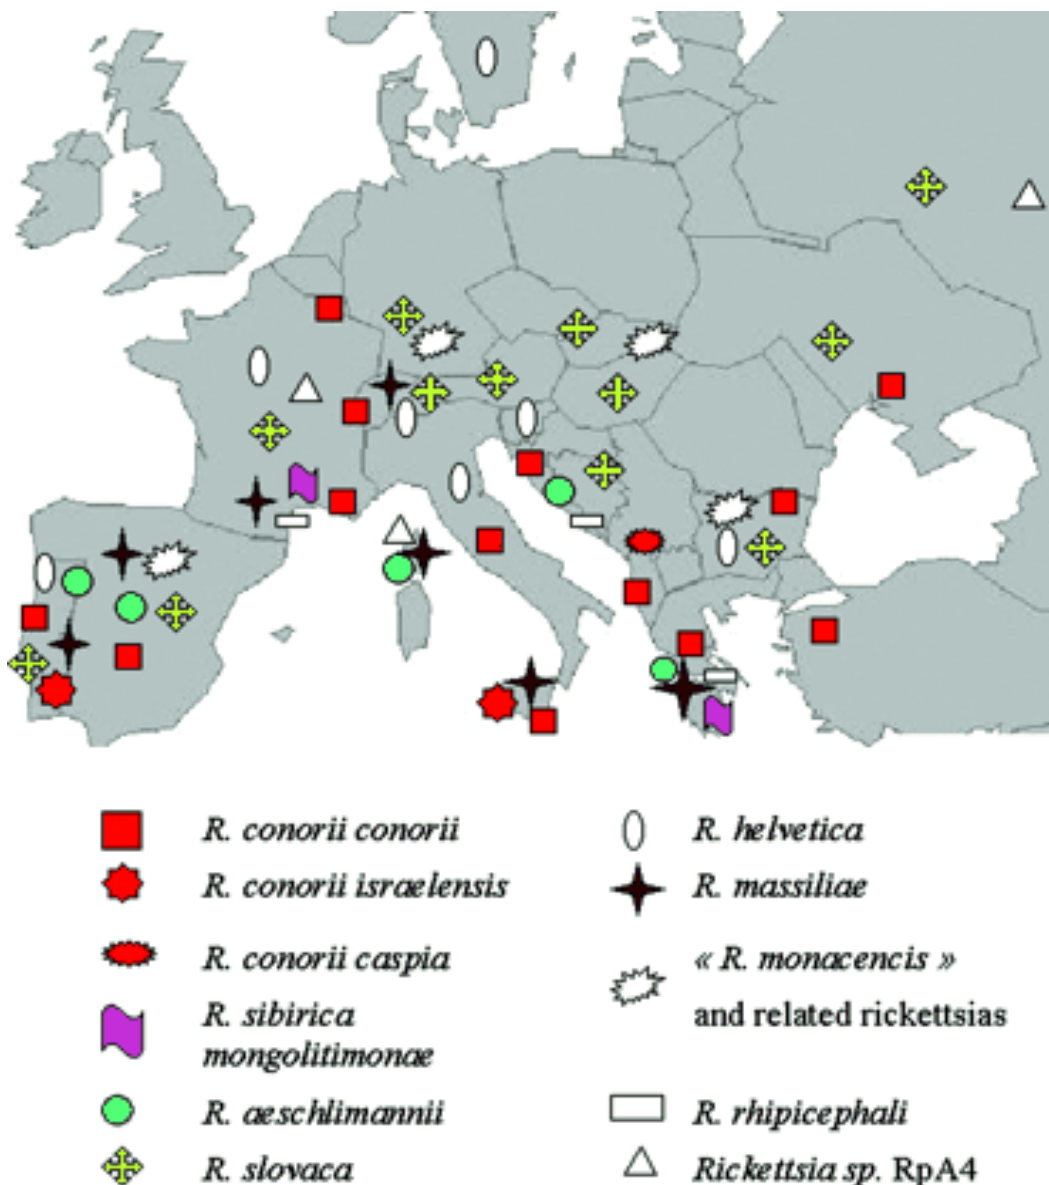 R. conorii conorii
R. conorii israelensis
R. conorii caspia
R. sibirica
mongolitimonae
R. aeschlimannii
R. slovaca
R. helvetica
R. massiliae
« R. monacencis »
and related rickettsias
R. rhipicephali
Rickettsia sp. RpA4